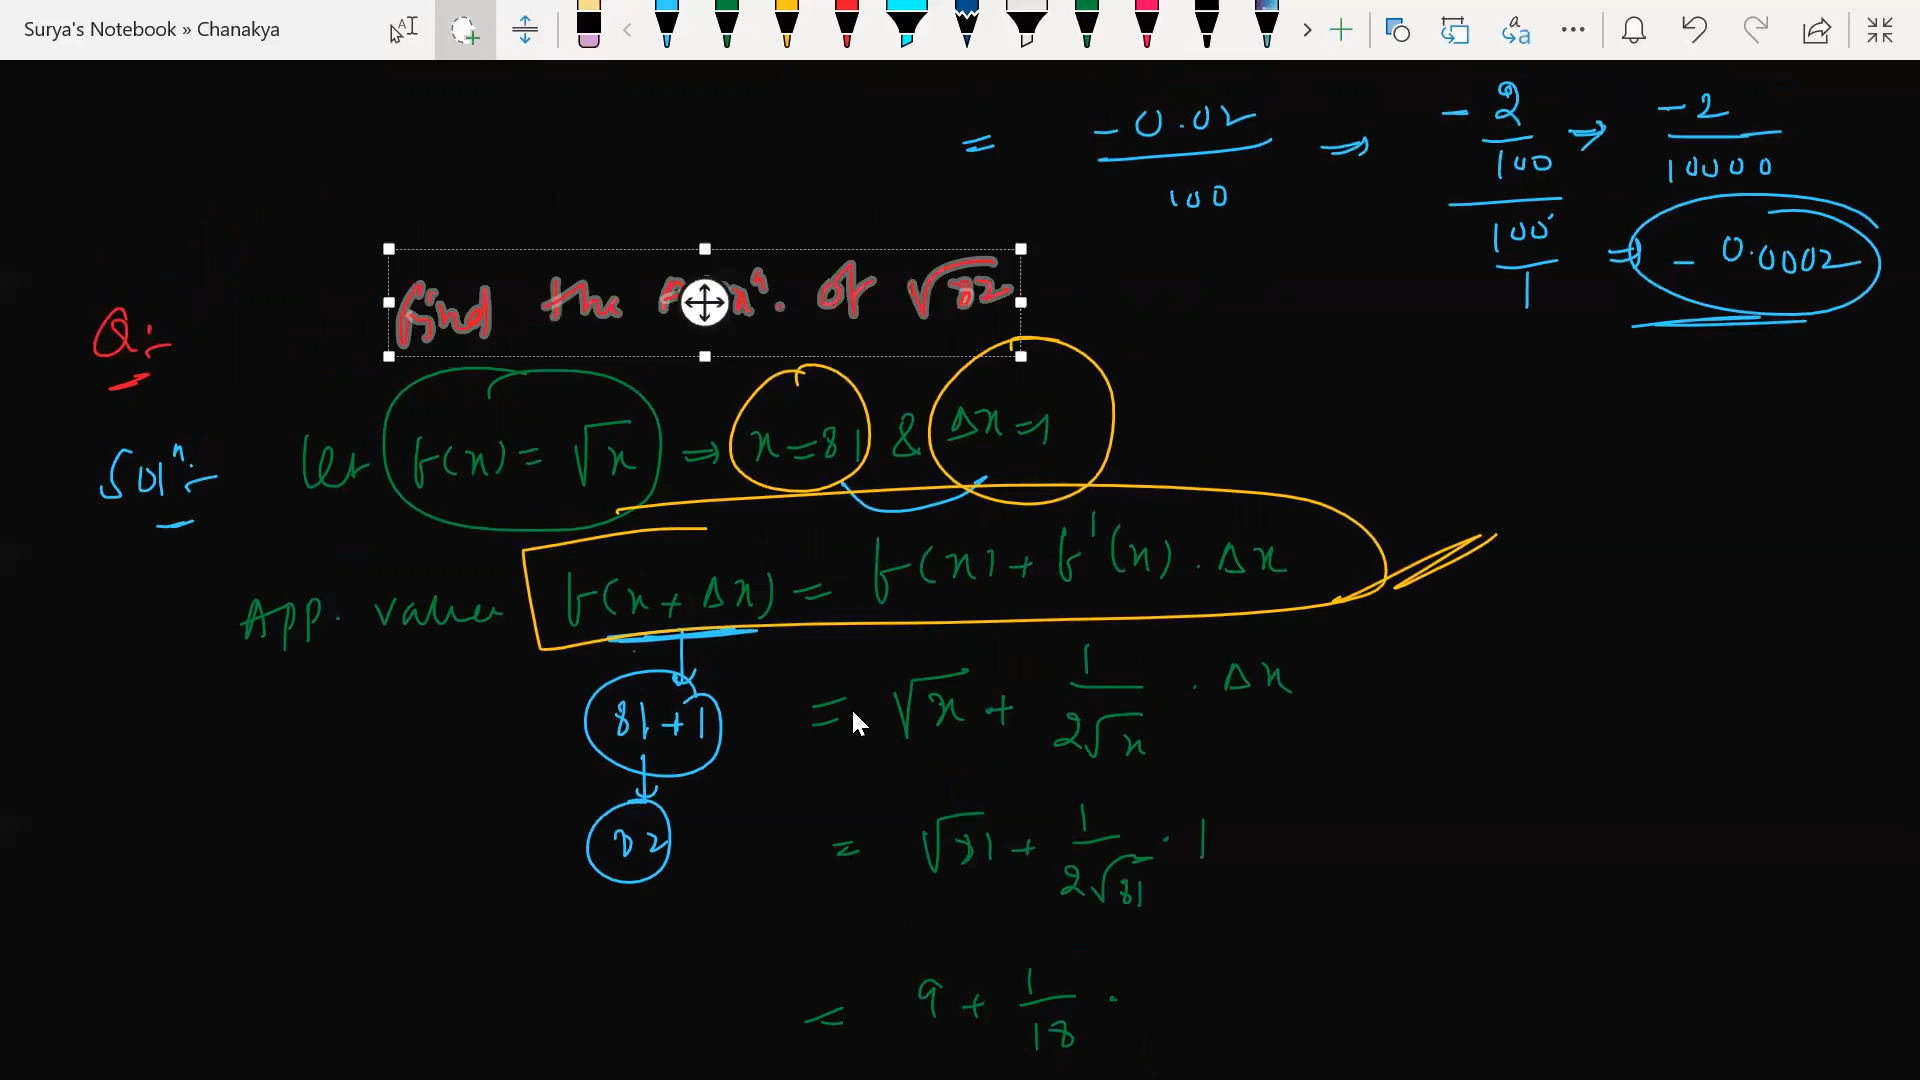 Surya's Notebook » Chanakya
= -0.02/100 ⇒ -2/100 / 100/1 ⇒ -2/10000
⇒ -0.0002
Q:-
find the of √82
Solⁿ:-
let f(x) = √x ⇒ x=81 & Δx=1
App. value f(x+Δx) = f(x) + f'(x) . Δx
81+1
= √x + 1/2√x . Δx
82
= √81 + 1/2√81 . 1
= 9 + 1/18 .